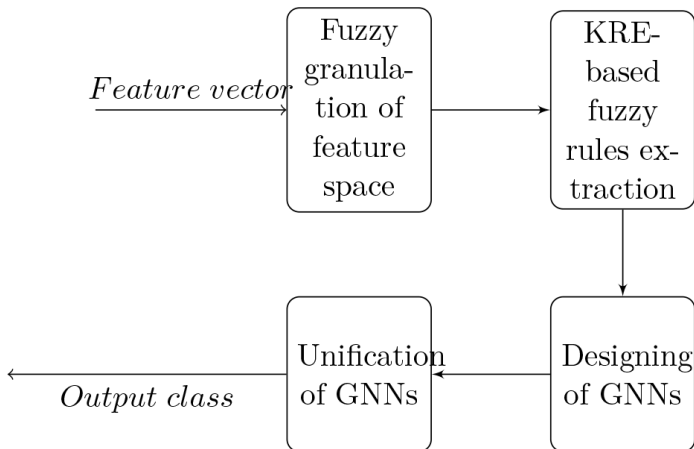 Feature vector
Fuzzy
granula-
tion of
feature
space
KRE-
based
fuzzy
rules ex-
traction
Designing
of GNNs
Unification
of GNNs
Output class